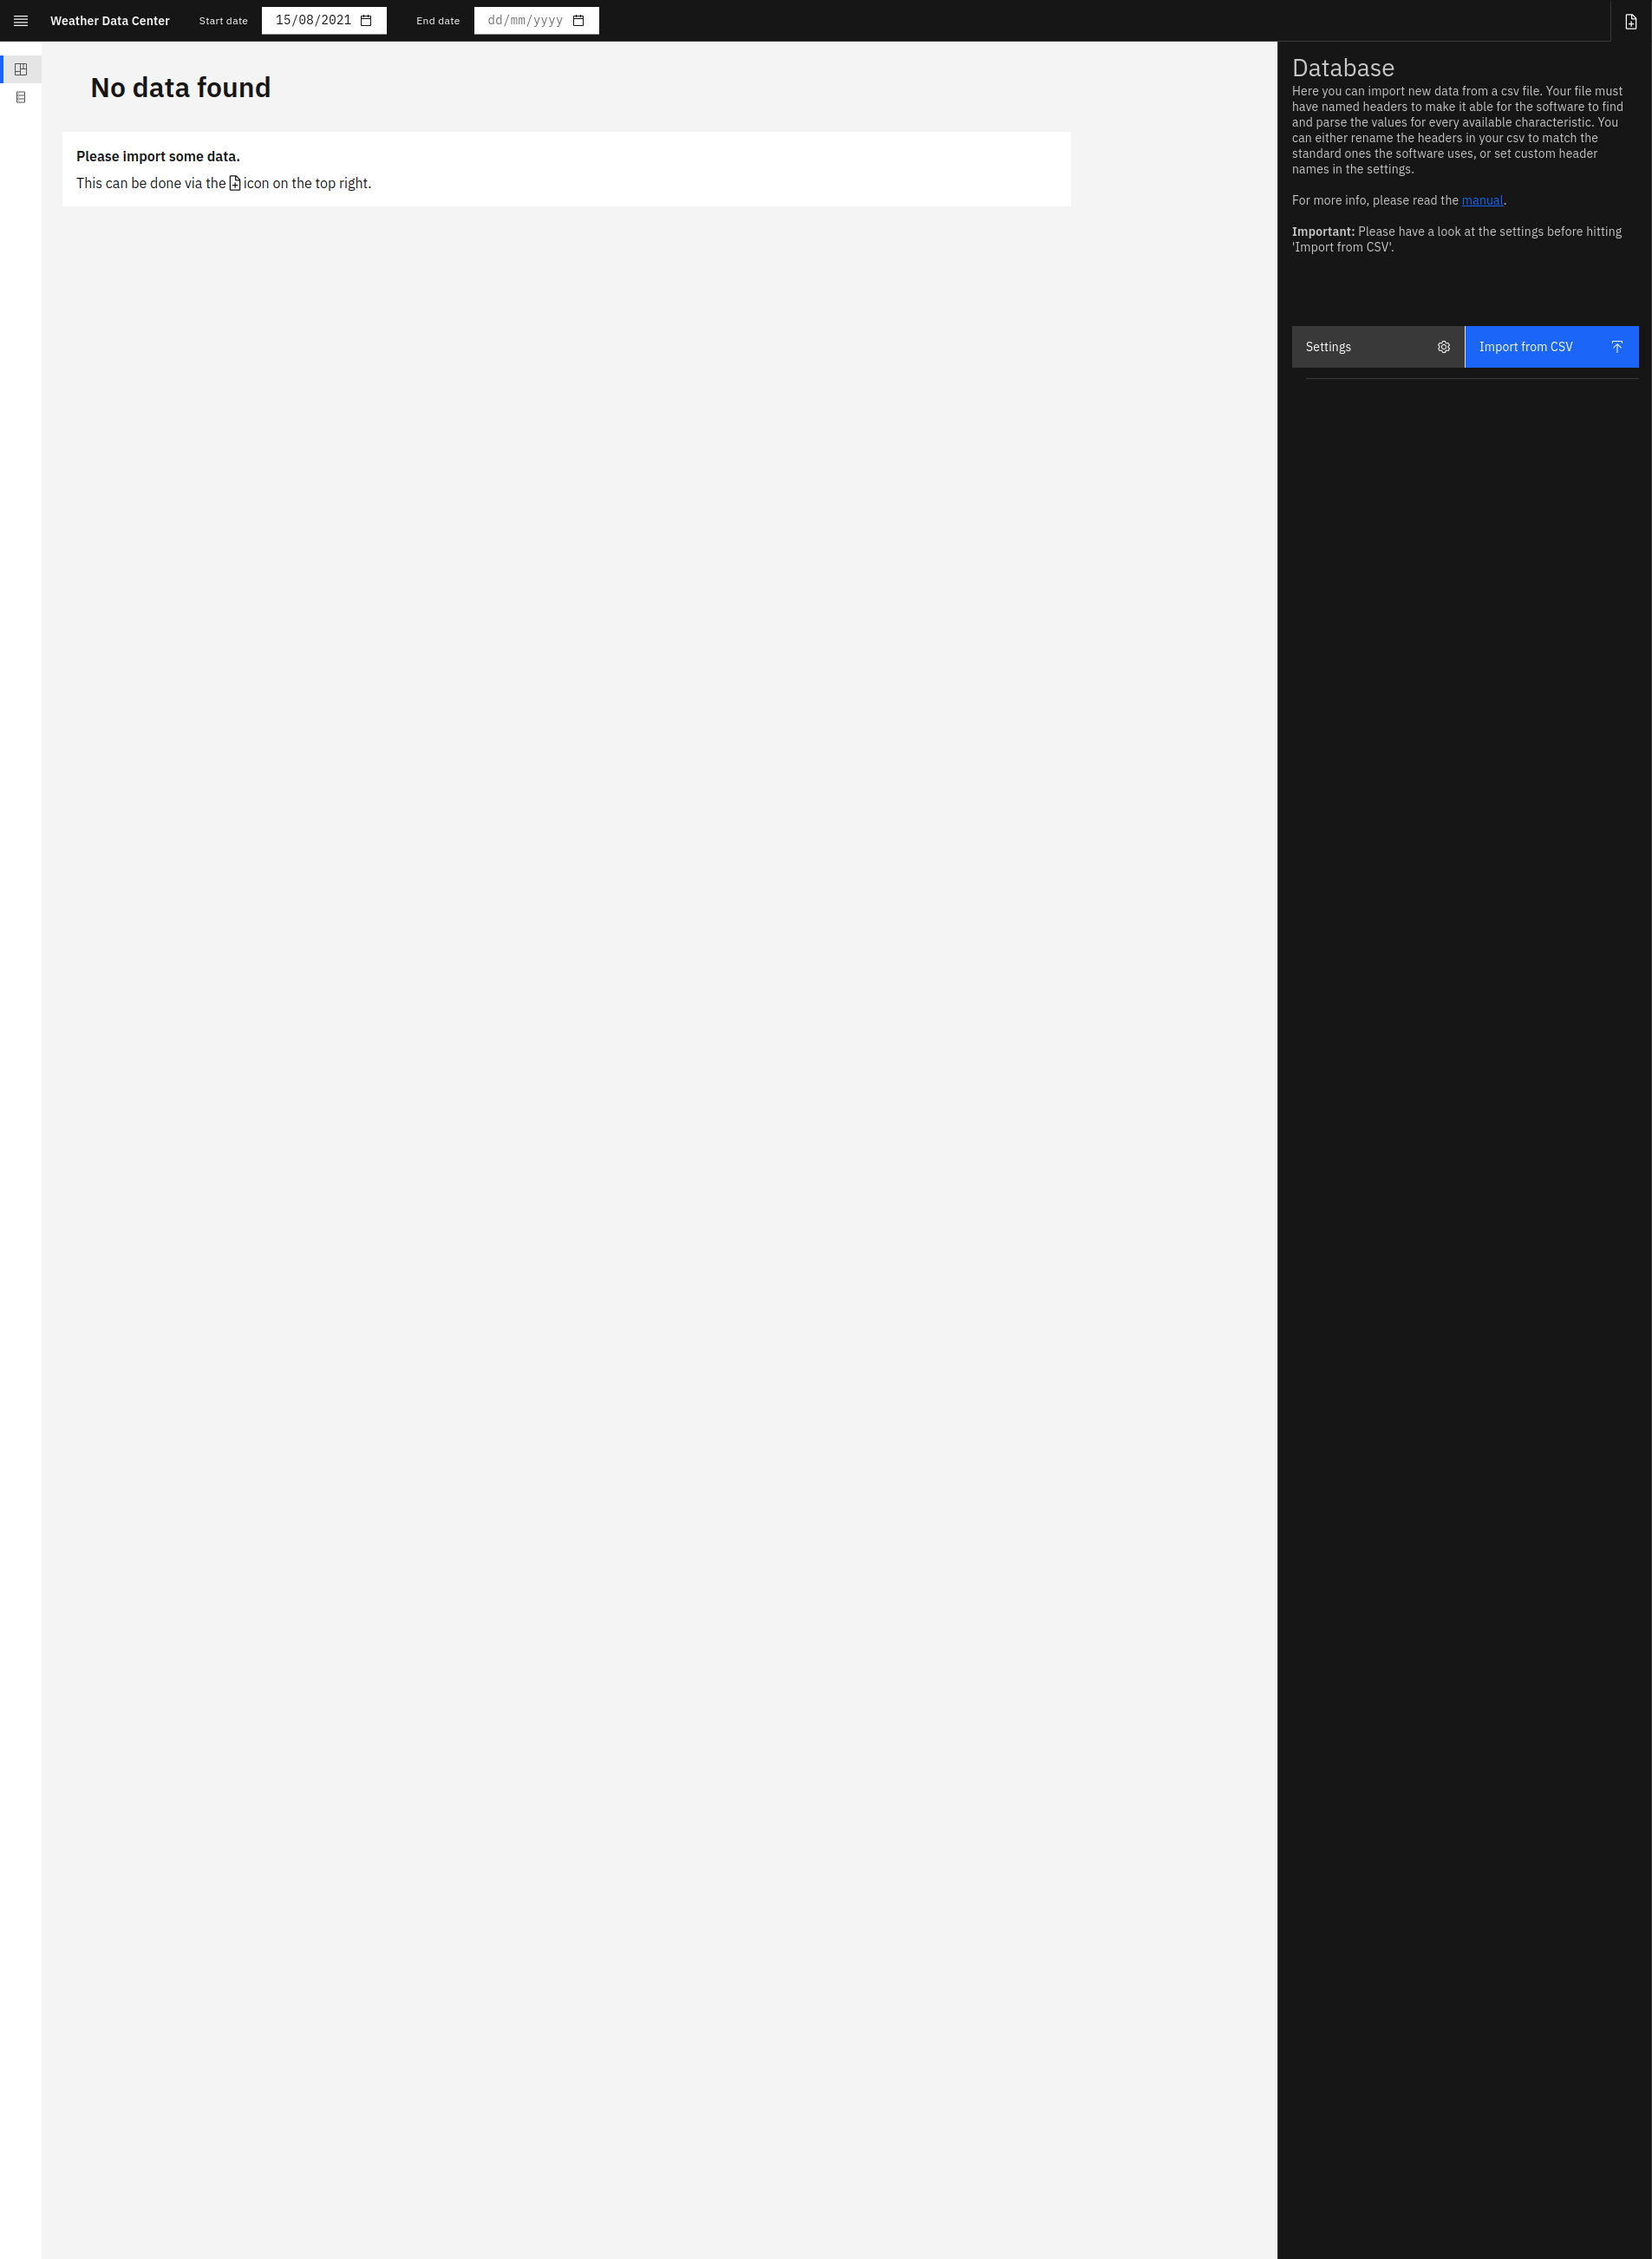 Weather Data Center
Start date
15/08/2021
End date
dd/mm/yyyy
No data found
Please import some data.
This can be done via the icon on the top right.
Database
Here you can import new data from a csv file. Your file must
have named headers to make it able for the software to find
and parse the values for every available characteristic. You
can either rename the headers in your csv to match the
standard ones the software uses, or set custom header
names in the settings.
For more info, please read the manual.
Important: Please have a look at the settings before hitting
'Import from CSV'.
Settings
Import from CSV